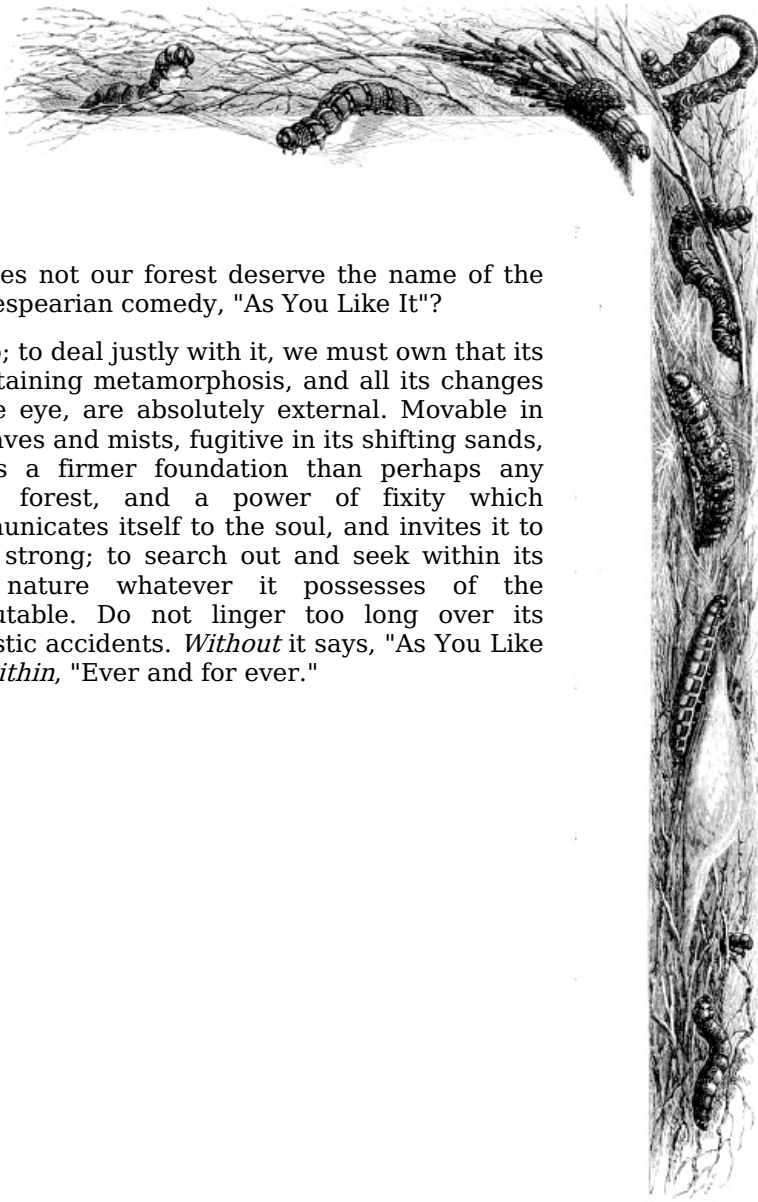 es not our forest deserve the name of the
espearian comedy, "As You Like It"?
; to deal justly with it, we must own that its
taining metamorphosis, and all its changes
e eye, are absolutely external. Movable in
aves and mists, fugitive in its shifting sands,
s a firmer foundation than perhaps any
forest, and a power of fixity which
unicates itself to the soul, and invites it to
strong; to search out and seek within its
nature whatever it possesses of the
utable. Do not linger too long over its
stic accidents. Without it says, "As You Like
ithin, "Ever and for ever."